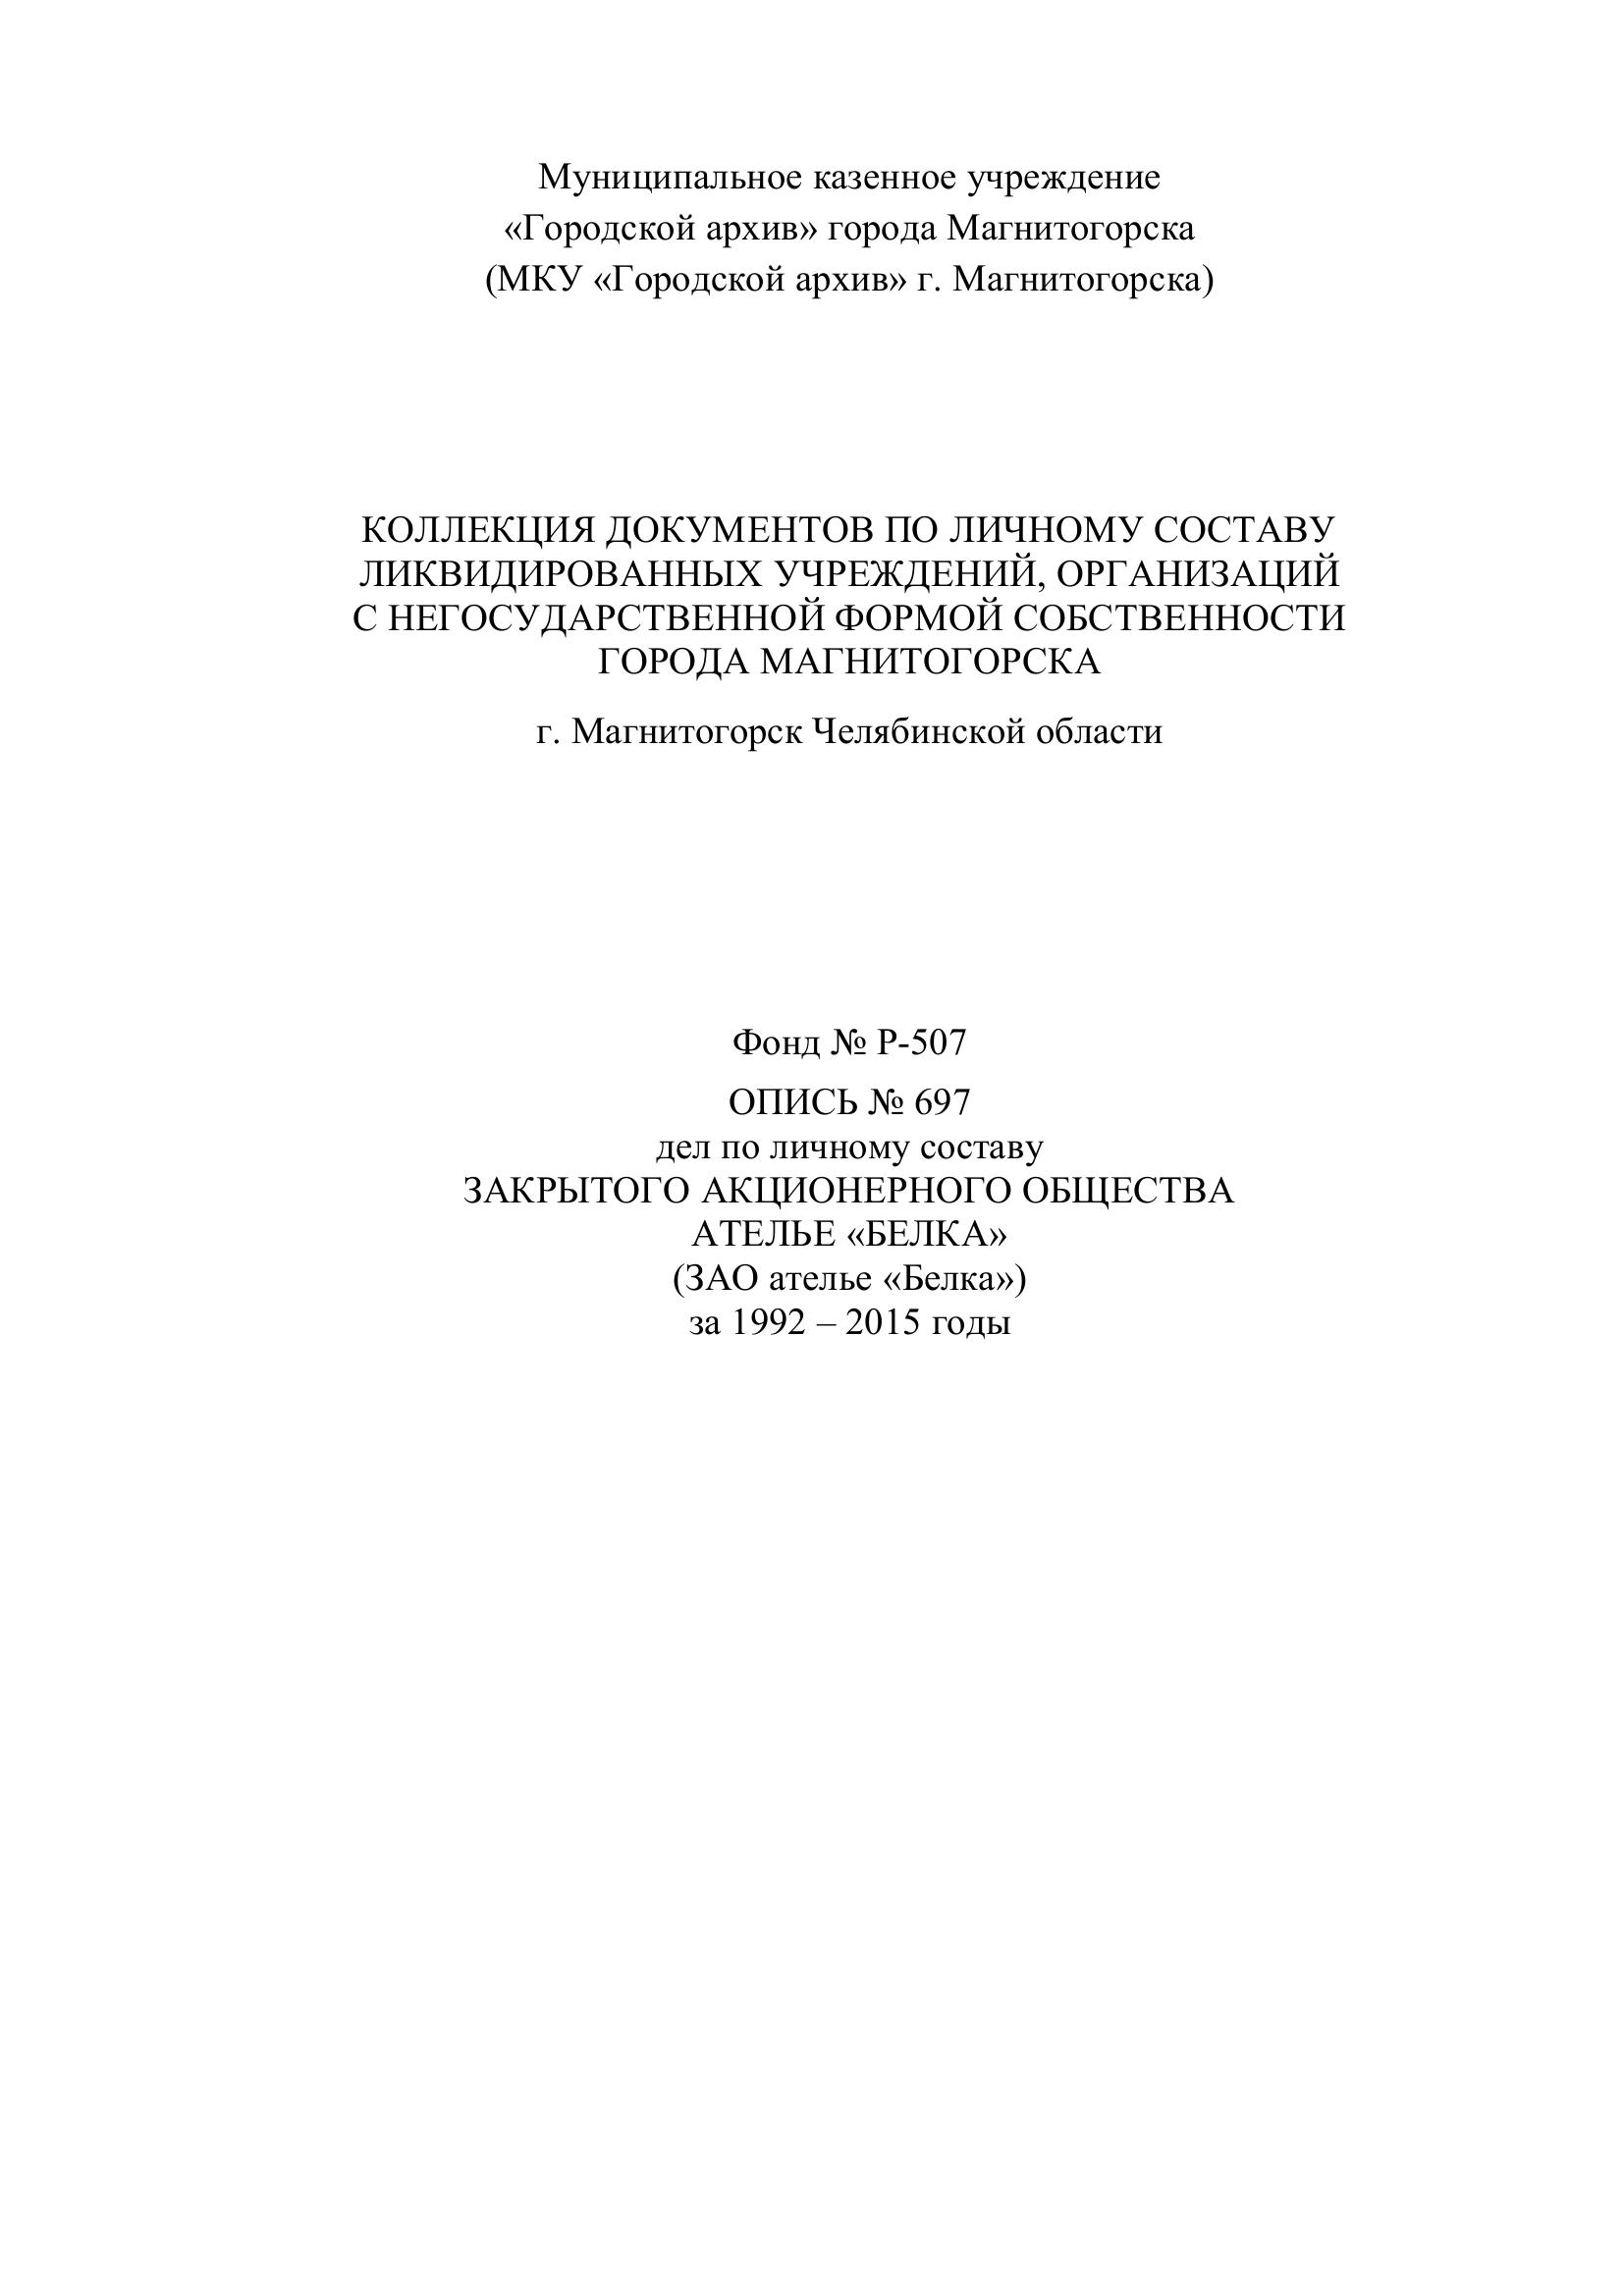 Муниципальное казенное учреждение
«Городской архив» города Магнитогорска
(МКУ «Городской архив» г. Магнитогорска)
КОЛЛЕКЦИЯ ДОКУМЕНТОВ ПО ЛИЧНОМУ СОСТАВУ
ЛИКВИДИРОВАННЫХ УЧРЕЖДЕНИЙ, ОРГАНИЗАЦИЙ
С НЕГОСУДАРСТВЕННОЙ ФОРМОЙ СОБСТВЕННОСТИ
ГОРОДА МАГНИТОГОРСКА
г. Магнитогорск Челябинской области
Фонд № Р-507
ОПИСЬ № 697
дел по личному составу
ЗАКРЫТОГО АКЦИОНЕРНОГО ОБЩЕСТВА
АТЕЛЬЕ «БЕЛКА»
(ЗАО ателье «Белка»)
за 1992 – 2015 годы